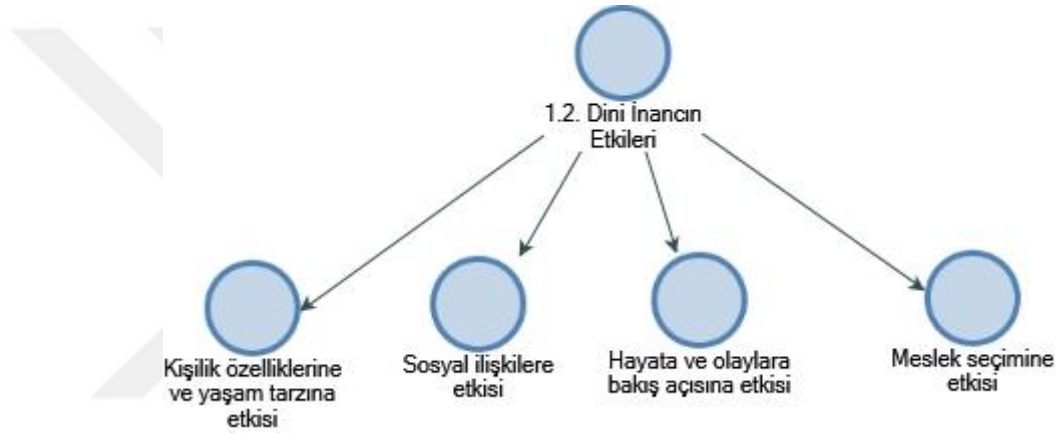 1.2. Dini İnancın
Etkileri
Kişilik özelliklerine
ve yaşam tarzına
etkisi
Sosyal ilişkilere
etkisi
Hayata ve olaylara
bakış açısına etkisi
Meslek seçimine
etkisi